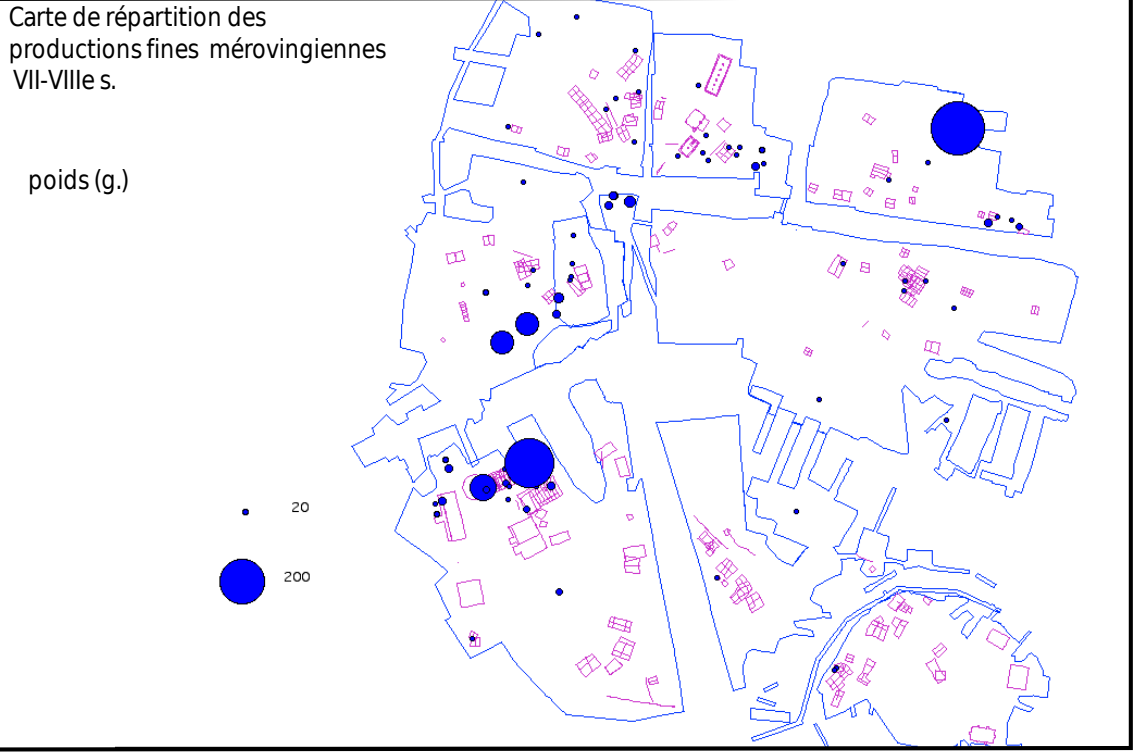 Carte de répartition des
productions fines mérovingiennes
VII-VIIIe s.
poids (g.)
20
200